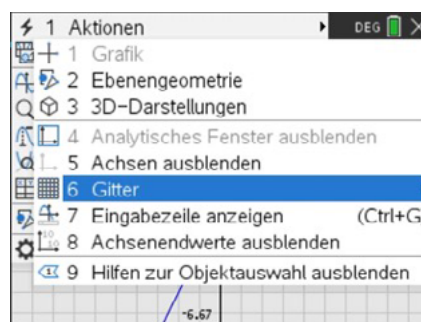 1 Aktionen DEG
1 Grafik
2 Ebenengeometrie
3 3D-Darstellungen
4 Analytisches Fenster ausblenden
5 Achsen ausblenden
6 Gitter
7 Eingabezeile anzeigen (Ctrl+G
8 Achsenendwerte ausblenden
9 Hilfen zur Objektauswahl ausblenden
-6.67